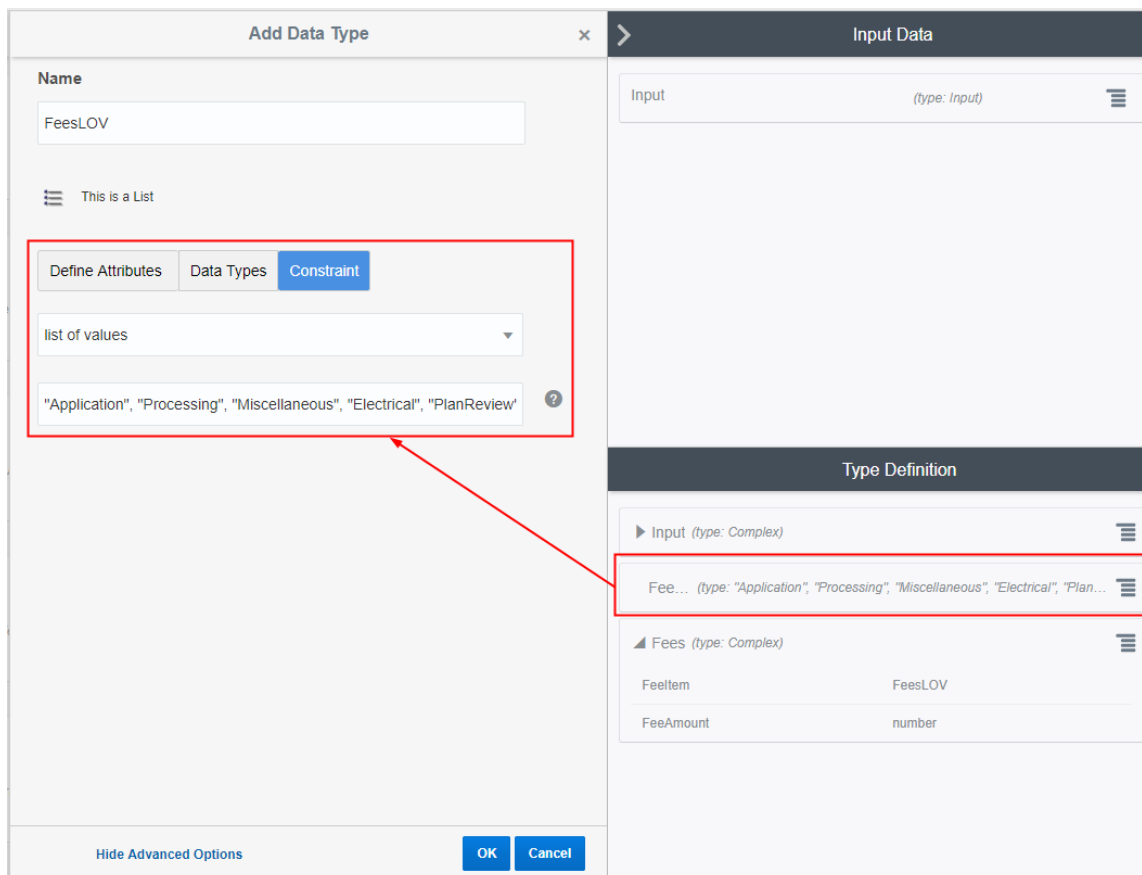 Add Data Type ×
Name
FeesLOV
This is a List
Define Attributes Data Types Constraint
list of values
"Application", "Processing", "Miscellaneous", "Electrical", "PlanReview"
?
Hide Advanced Options OK Cancel
Input Data
Input (type: Input)
Type Definition
Input (type: Complex)
Fee... (type: "Application", "Processing", "Miscellaneous", "Electrical", "Plan...
Fees (type: Complex)
FeeItem FeesLOV
FeeAmount number